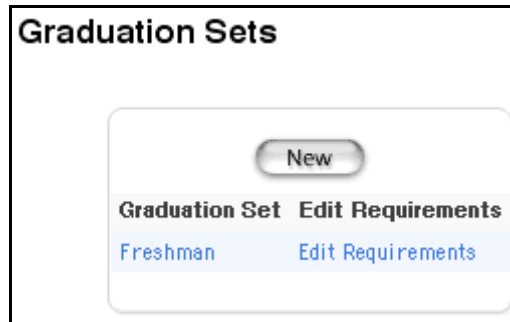 Graduation Sets
New
Graduation Set Edit Requirements
Freshman Edit Requirements